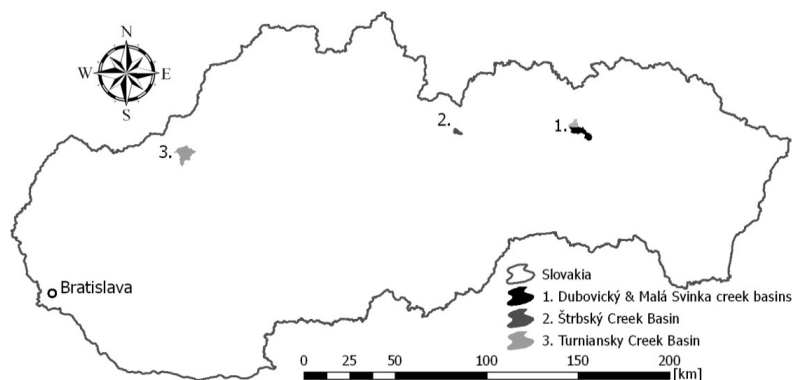 N
W E
S
2.
1.
3.
Bratislava
Slovakia
1. Dubovický & Malá Svinka creek basins
2. Štrbský Creek Basin
3. Turniansky Creek Basin
0 25 50 100 150 200
[km]